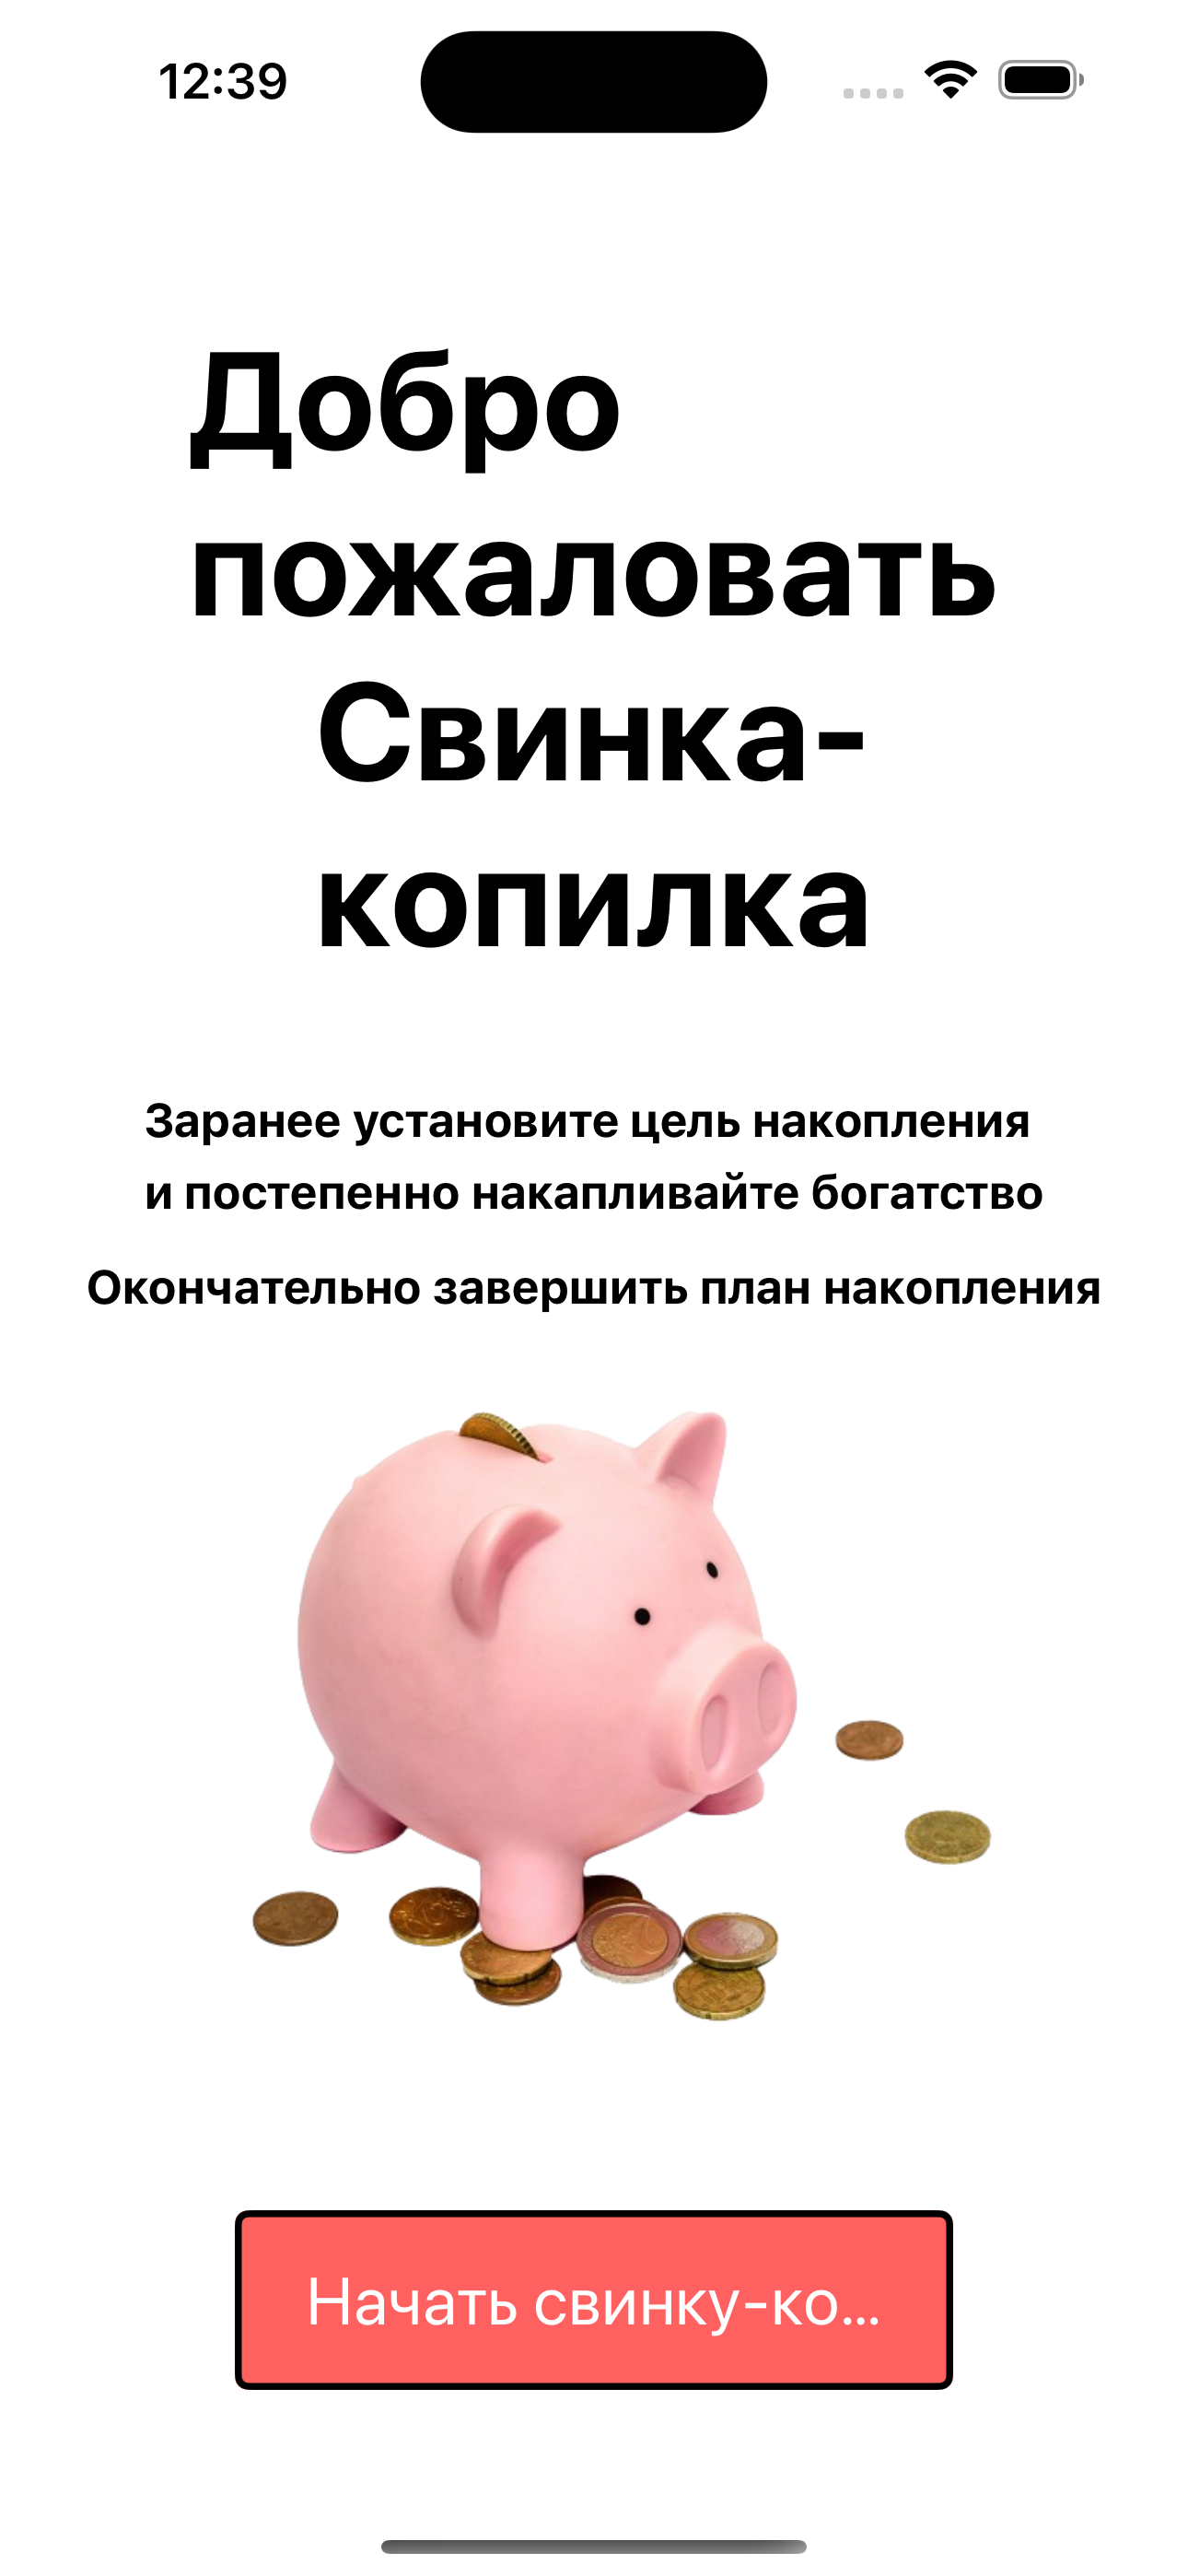 12:39
Добро
пожаловать
Свинка-
копилка
Заранее установите цель накопления
и постепенно накапливайте богатство
Окончательно завершить план накопления
Начать свинку-ко...